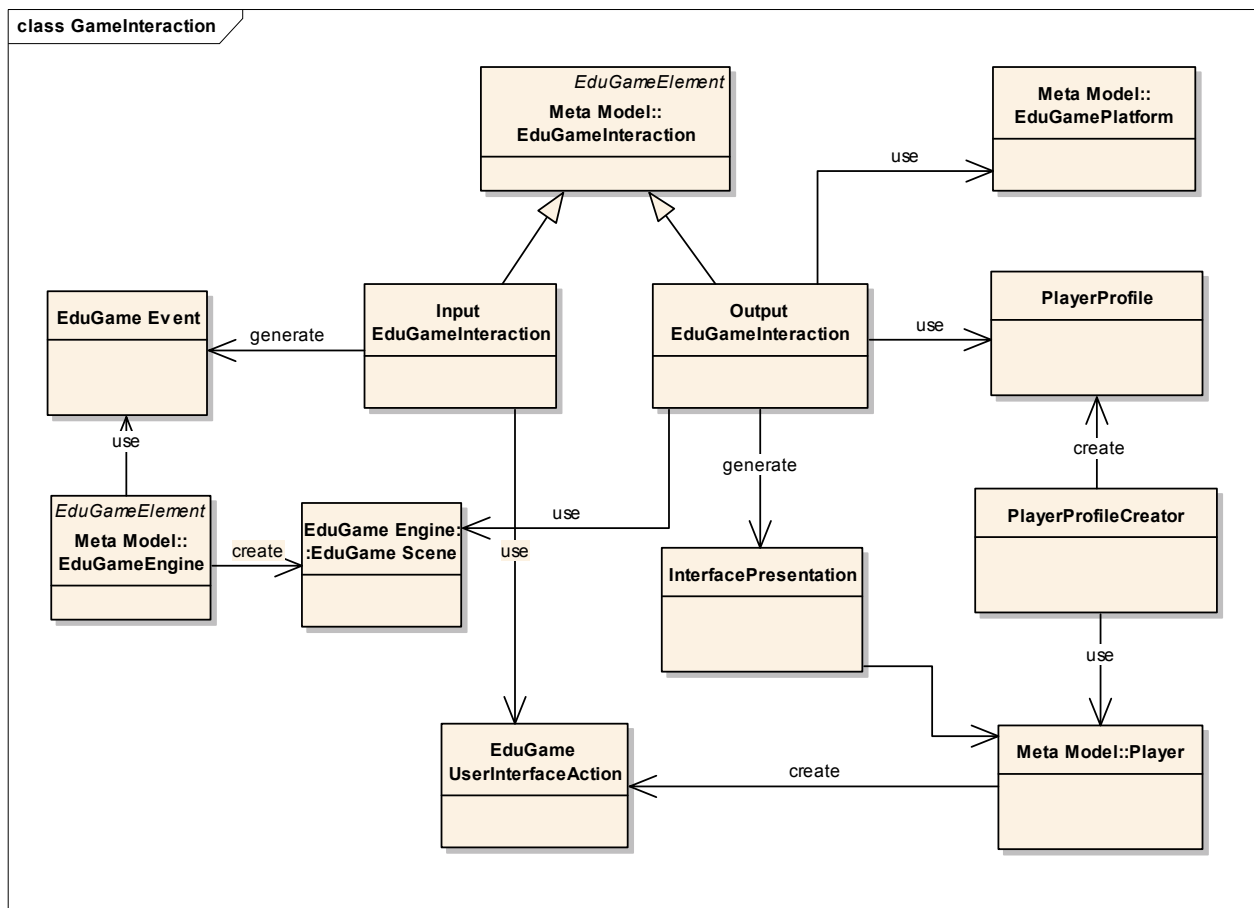 class GameInteraction
EduGameElement
Meta Model::
EduGameInteraction
Meta Model::
EduGamePlatform
use
Input
EduGameInteraction
Output
EduGameInteraction
PlayerProfile
EduGame Event
generate
use
use
generate
create
EduGameElement
Meta Model::
EduGameEngine
create
EduGame Engine:
:EduGame Scene
use
use
PlayerProfileCreator
InterfacePresentation
use
EduGame
UserInterfaceAction
create
Meta Model::Player